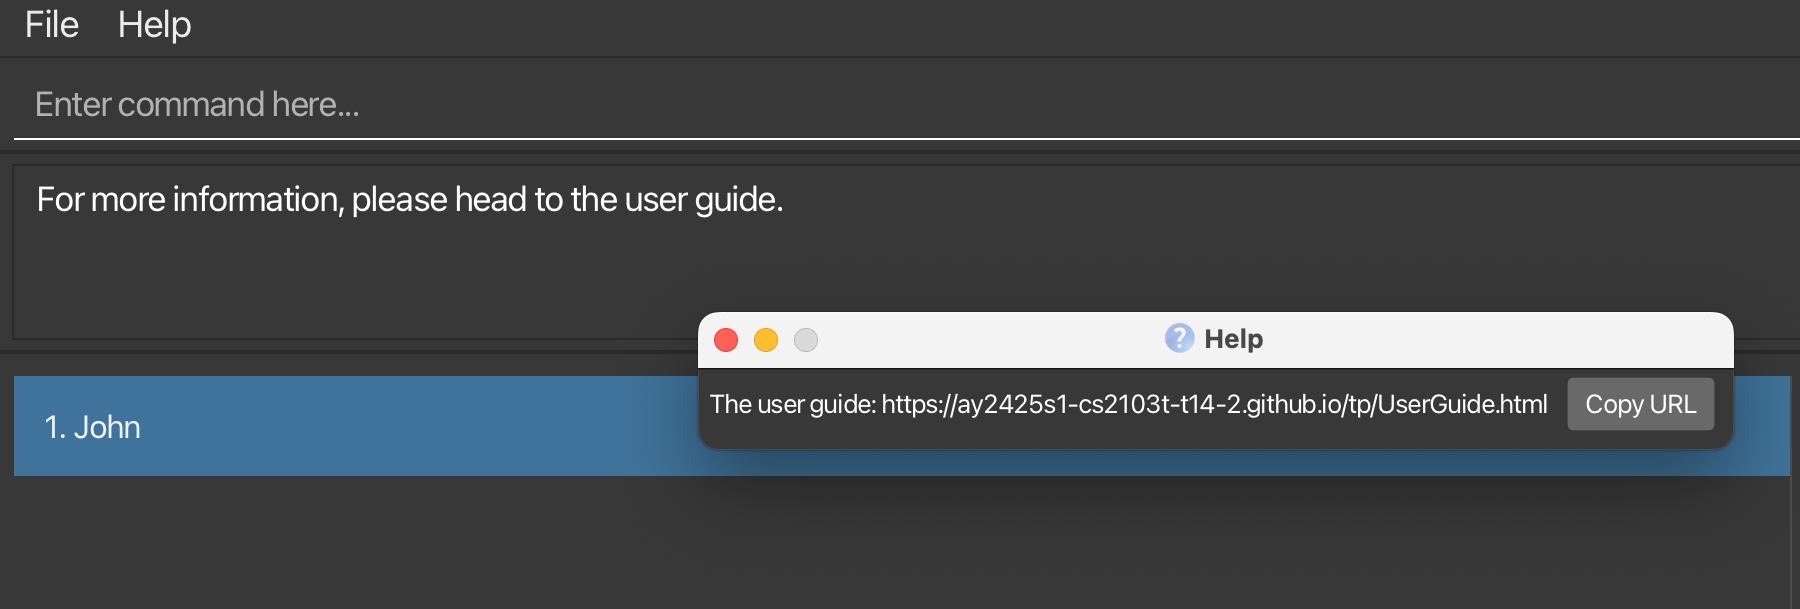 File Help
Enter command here...
For more information, please head to the user guide.
Help
The user guide: https://ay2425s1-cs2103t-t14-2.github.io/tp/UserGuide.html Copy URL
1. John